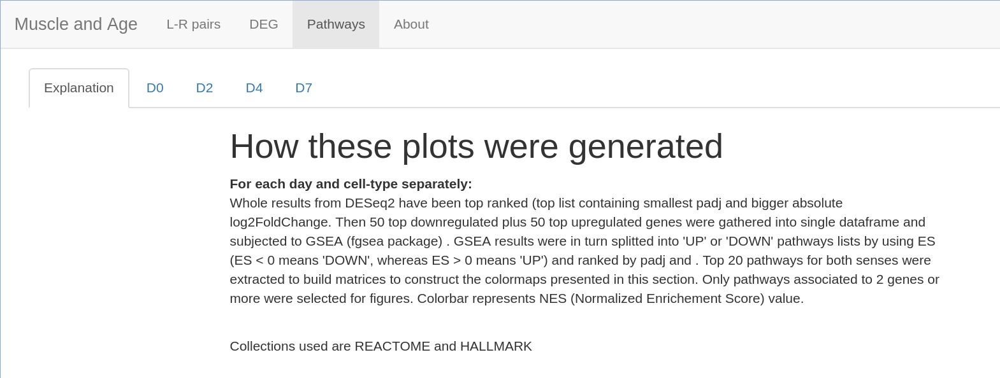 Muscle and Age L-R pairs DEG Pathways About
Explanation D0 D2 D4 D7
How these plots were generated
For each day and cell-type separately:
Whole results from DESeq2 have been top ranked (top list containing smallest padj and bigger absolute
log2FoldChange. Then 50 top downregulated plus 50 top upregulated genes were gathered into single dataframe and
subjected to GSEA (fgsea package) . GSEA results were in turn splitted into 'UP' or 'DOWN' pathways lists by using ES
(ES < 0 means 'DOWN', whereas ES > 0 means 'UP') and ranked by padj and . Top 20 pathways for both senses were
extracted to build matrices to construct the colormaps presented in this section. Only pathways associated to 2 genes or
more were selected for figures. Colorbar represents NES (Normalized Enrichement Score) value.
Collections used are REACTOME and HALLMARK